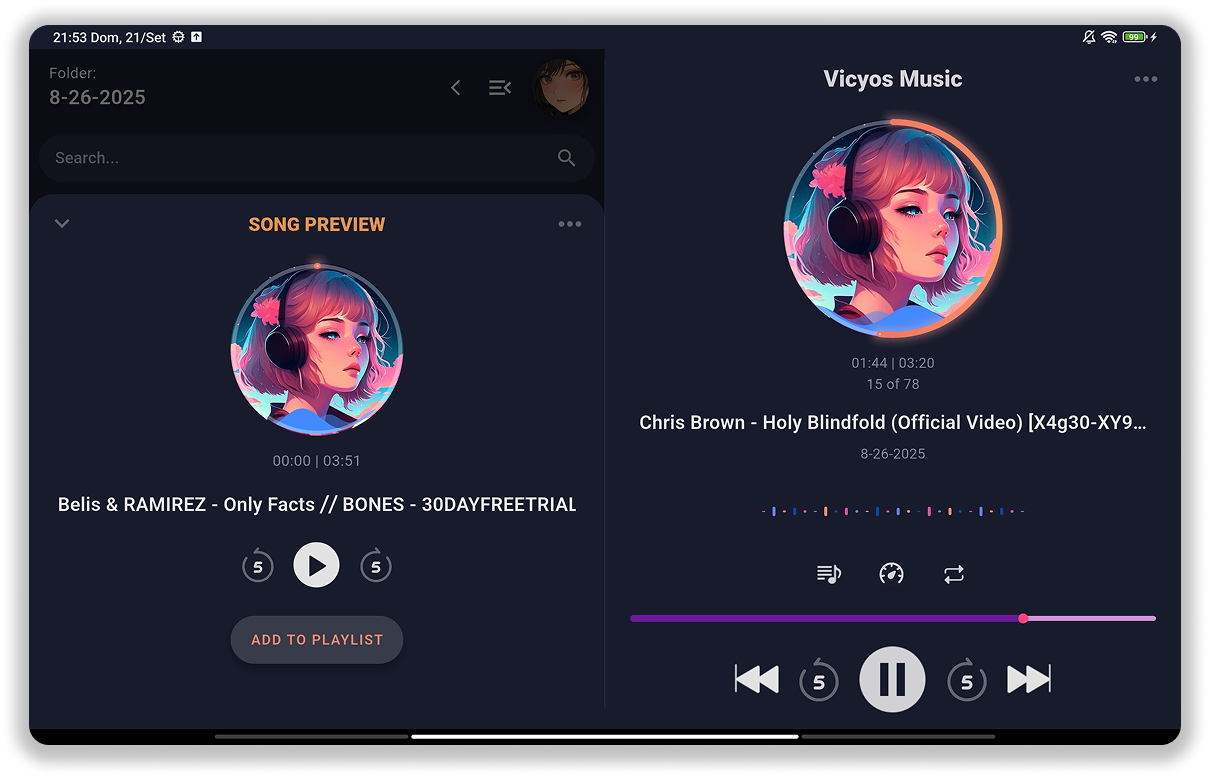 21:53 Dom, 21/Set
99
Folder:
8-26-2025
Search...
SONG PREVIEW
00:00 | 03:51
Belis & RAMIREZ - Only Facts // BONES - 30DAYFREETRIAL
5
5
ADD TO PLAYLIST
Vicyos Music
01:44 | 03:20
15 of 78
Chris Brown - Holy Blindfold (Official Video) [X4g30-XY9...
8-26-2025
5
5